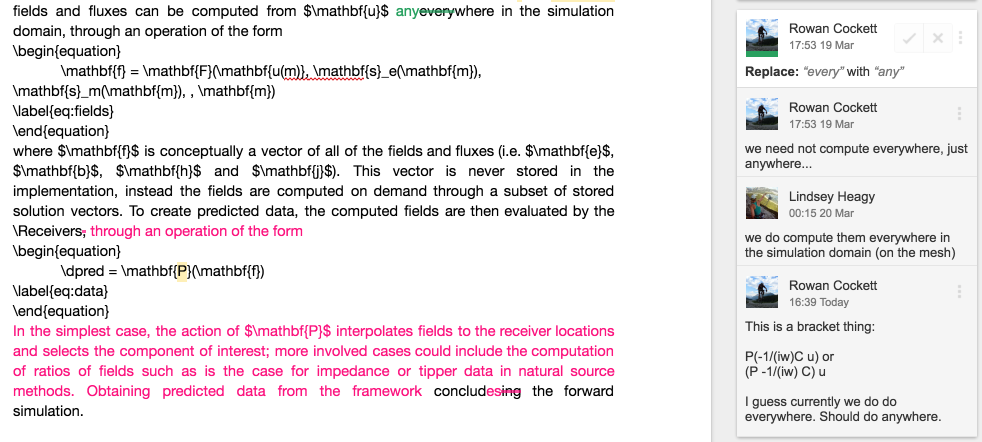 fields and fluxes can be computed from $\mathbf{u}$ anyeverywhere in the simulation
domain, through an operation of the form
\begin{equation}
\mathbf{f} = \mathbf{F}(\mathbf{u(m)}, \mathbf{s}_e(\mathbf{m}),
\mathbf{s}_m(\mathbf{m}), , \mathbf{m})
\label{eq:fields}
\end{equation}
where $\mathbf{f}$ is conceptually a vector of all of the fields and fluxes (i.e. $\mathbf{e}$,
$\mathbf{b}$, $\mathbf{h}$ and $\mathbf{j}$). This vector is never stored in the
implementation, instead the fields are computed on demand through a subset of stored
solution vectors. To create predicted data, the computed fields are then evaluated by the
\Receivers, through an operation of the form
\begin{equation}
\dpred = \mathbf{P}(\mathbf{f})
\label{eq:data}
\end{equation}
In the simplest case, the action of $\mathbf{P}$ interpolates fields to the receiver locations
and selects the component of interest; more involved cases could include the computation
of ratios of fields such as is the case for impedance or tipper data in natural source
methods. Obtaining predicted data from the framework concludesing the forward
simulation.
Rowan Cockett
17:53 19 Mar
Replace: “every” with “any”
Rowan Cockett
17:53 19 Mar
we need not compute everywhere, just
anywhere...
Lindsey Heagy
00:15 20 Mar
we do compute them everywhere in
the simulation domain (on the mesh)
Rowan Cockett
16:39 Today
This is a bracket thing:
P(-1/(iw)C u) or
(P -1/(iw) C) u
I guess currently we do do
everywhere. Should do anywhere.